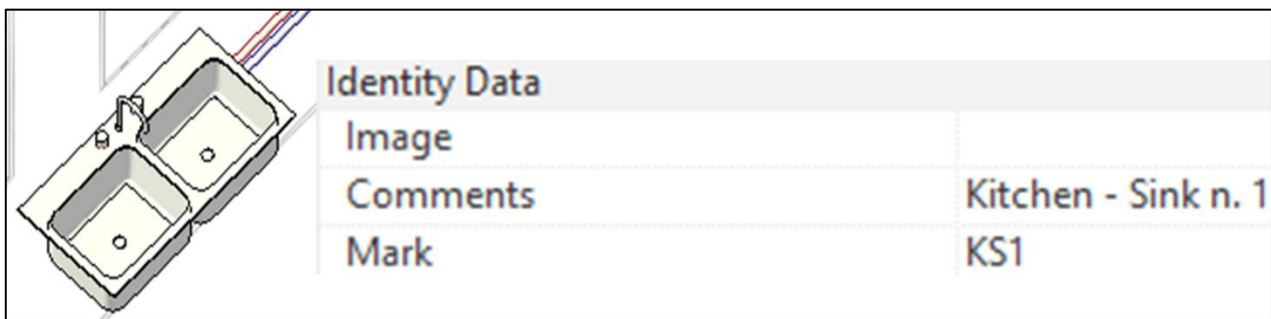 Identity Data
Image
Comments Kitchen - Sink n. 1
Mark KS1